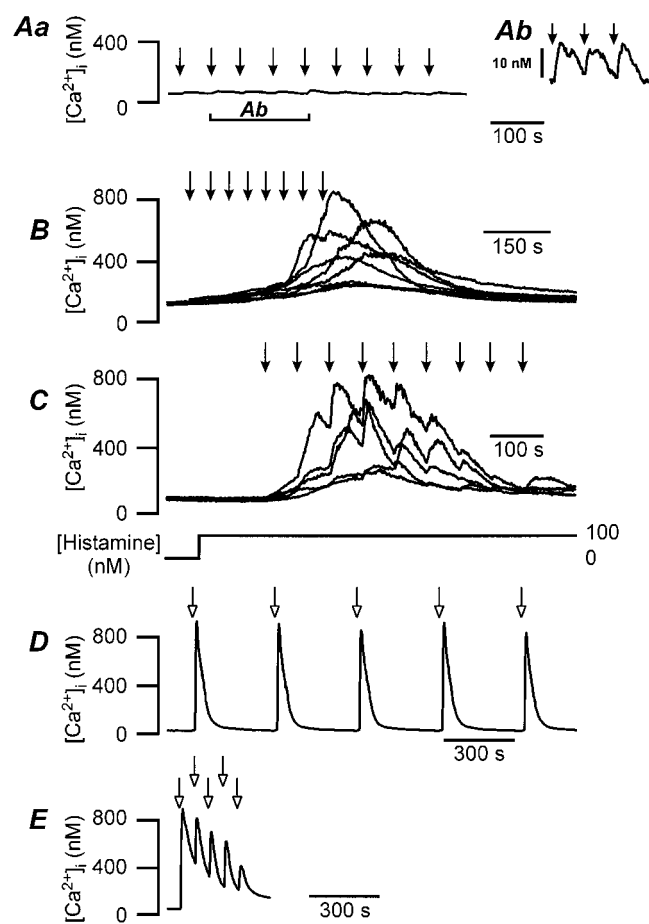 Aa
400
0
[Ca²⁺]ᵢ (nM)
Ab
Ab
10 nM
100 s
B
800
400
0
[Ca²⁺]ᵢ (nM)
150 s
C
800
400
0
[Ca²⁺]ᵢ (nM)
100 s
[Histamine]
(nM)
100
0
D
800
400
0
[Ca²⁺]ᵢ (nM)
300 s
E
800
400
0
[Ca²⁺]ᵢ (nM)
300 s